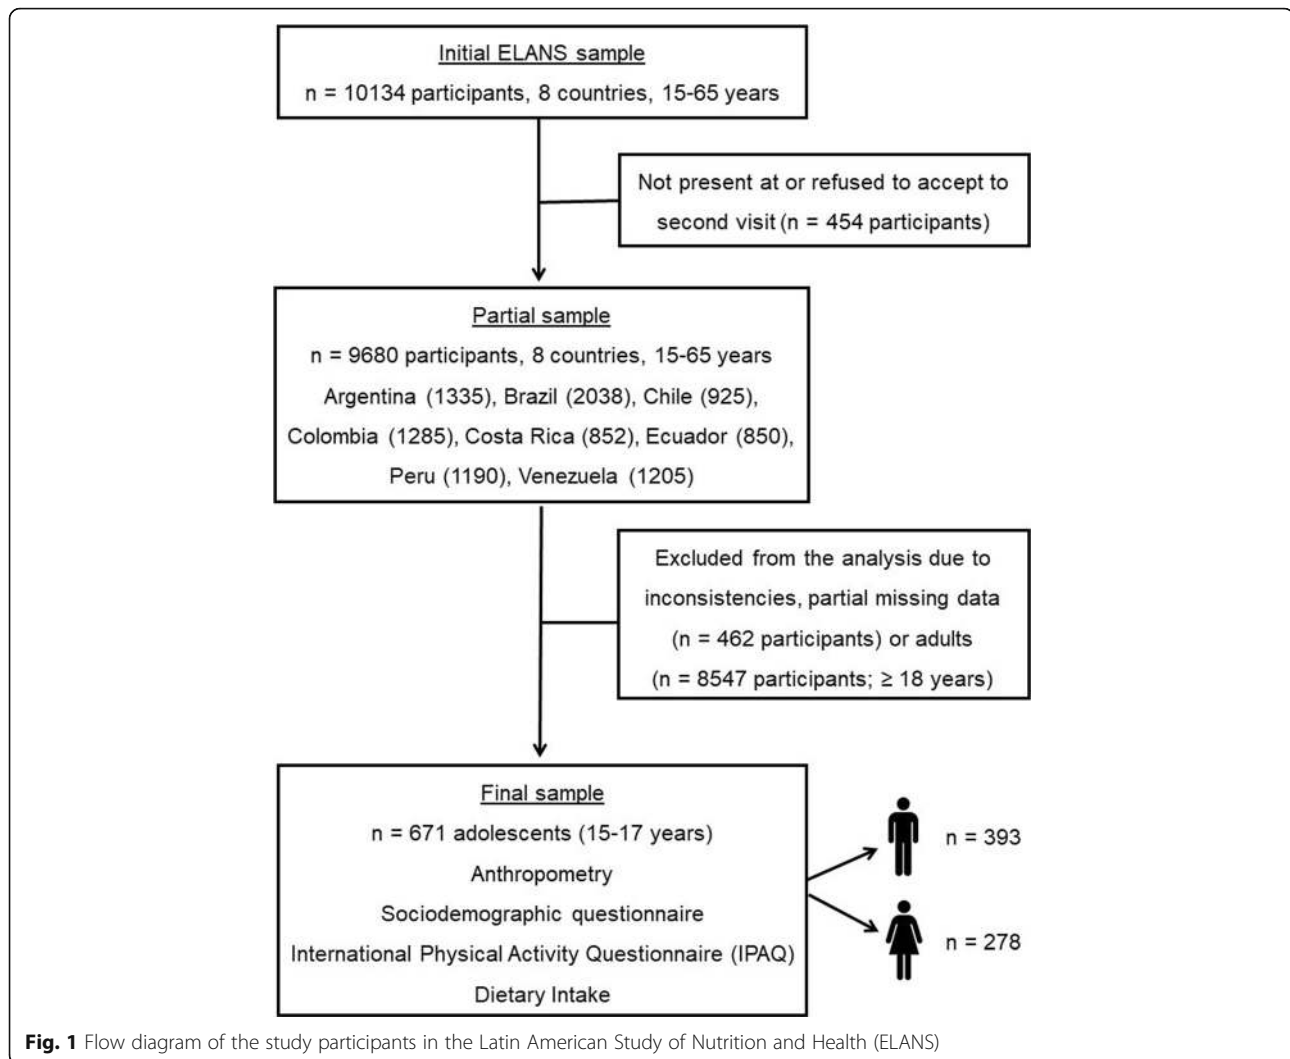 Initial ELANS sample
n = 10134 participants, 8 countries, 15-65 years
Not present at or refused to accept to
second visit (n = 454 participants)
Partial sample
n = 9680 participants, 8 countries, 15-65 years
Argentina (1335), Brazil (2038), Chile (925),
Colombia (1285), Costa Rica (852), Ecuador (850),
Peru (1190), Venezuela (1205)
Excluded from the analysis due to
inconsistencies, partial missing data
(n = 462 participants) or adults
(n = 8547 participants; ≥ 18 years)
Final sample
n = 671 adolescents (15-17 years)
Anthropometry
Sociodemographic questionnaire
International Physical Activity Questionnaire (IPAQ)
Dietary Intake
n = 393
n = 278
Fig. 1 Flow diagram of the study participants in the Latin American Study of Nutrition and Health (ELANS)